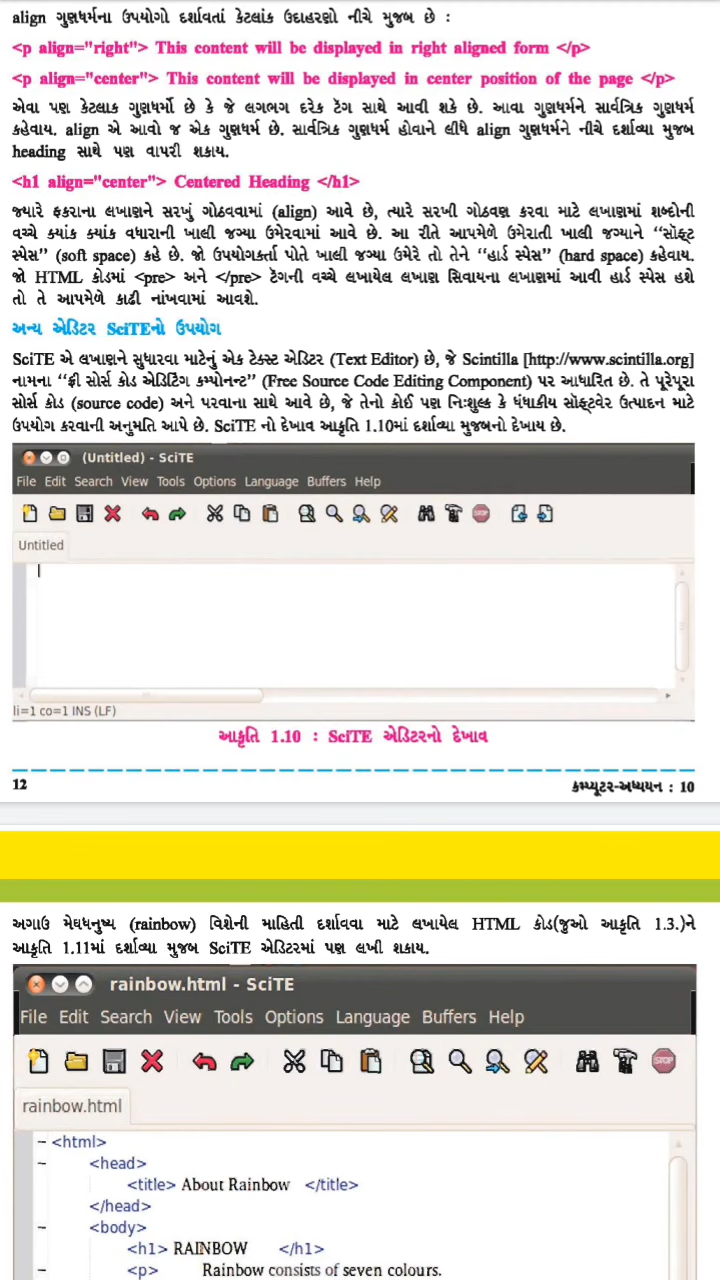 align ગુણધર્મના ઉપયોગો દર્શાવતાં કેટલાંક ઉદાહરણો નીચે મુજબ છે :
<p align="right"> This content will be displayed in right aligned form </p>
<p align="center"> This content will be displayed in center position of the page </p>
એવા પણ કેટલાક ગુણધર્મો છે કે જે લગભગ દરેક ટૅગ સાથે આવી શકે છે. આવા ગુણધર્મને સાર્વત્રિક ગુણધર્મ
કહેવાય. align એ આવો જ એક ગુણધર્મ છે. સાર્વત્રિક ગુણધર્મ હોવાને લીધે align ગુણધર્મને નીચે દર્શાવ્યા મુજબ
heading સાથે પણ વાપરી શકાય.
<h1 align="center"> Centered Heading </h1>
જ્યારે ફકરાના લખાણને સરખું ગોઠવવામાં (align) આવે છે, ત્યારે સરખી ગોઠવણ કરવા માટે લખાણમાં શબ્દોની
વચ્ચે ક્યાંક ક્યાંક વધારાની ખાલી જગ્યા ઉમેરવામાં આવે છે. આ રીતે આપમેળે ઉમેરાતી ખાલી જગ્યાને “સૉફ્ટ
સ્પેસ” (soft space) કહે છે. જો ઉપયોગકર્તા પોતે ખાલી જગ્યા ઉમેરે તો તેને “હાર્ડ સ્પેસ” (hard space) કહેવાય.
જો HTML કોડમાં <pre> અને </pre> ટૅગની વચ્ચે લખાયેલ લખાણ સિવાયના લખાણમાં આવી હાર્ડ સ્પેસ હશે
તો તે આપમેળે કાઢી નાંખવામાં આવશે.
અન્ય એડિટર SciTEનો ઉપયોગ
SciTE એ લખાણને સુધારવા માટેનું એક ટેક્સ્ટ એડિટર (Text Editor) છે, જે Scintilla [http://www.scintilla.org]
નામના “ફ્રી સોર્સ કોડ એડિટિંગ કમ્પોનન્ટ” (Free Source Code Editing Component) પર આધારિત છે. તે પૂરેપૂરા
સોર્સ કોડ (source code) અને પરવાના સાથે આવે છે, જે તેનો કોઈ પણ નિઃશુલ્ક કે ધંધાકીય સૉફ્ટવેર ઉત્પાદન માટે
ઉપયોગ કરવાની અનુમતિ આપે છે. SciTE નો દેખાવ આકૃતિ 1.10માં દર્શાવ્યા મુજબનો દેખાય છે.
(Untitled) - SciTE
File Edit Search View Tools Options Language Buffers Help
STOP
Untitled
li=1 co=1 INS (LF)
આકૃતિ 1.10 : SciTE એડિટરનો દેખાવ
12
કમ્પ્યૂટર-અધ્યયન : 10
અગાઉ મેઘધનુષ્ય (rainbow) વિશેની માહિતી દર્શાવવા માટે લખાયેલ HTML કોડ(જુઓ આકૃતિ 1.3.)ને
આકૃતિ 1.11માં દર્શાવ્યા મુજબ SciTE એડિટરમાં પણ લખી શકાય.
rainbow.html - SciTE
File Edit Search View Tools Options Language Buffers Help
STOP
rainbow.html
<html>
<head>
<title> About Rainbow </title>
</head>
<body>
<h1> RAINBOW </h1>
<p> Rainbow consists of seven colours.